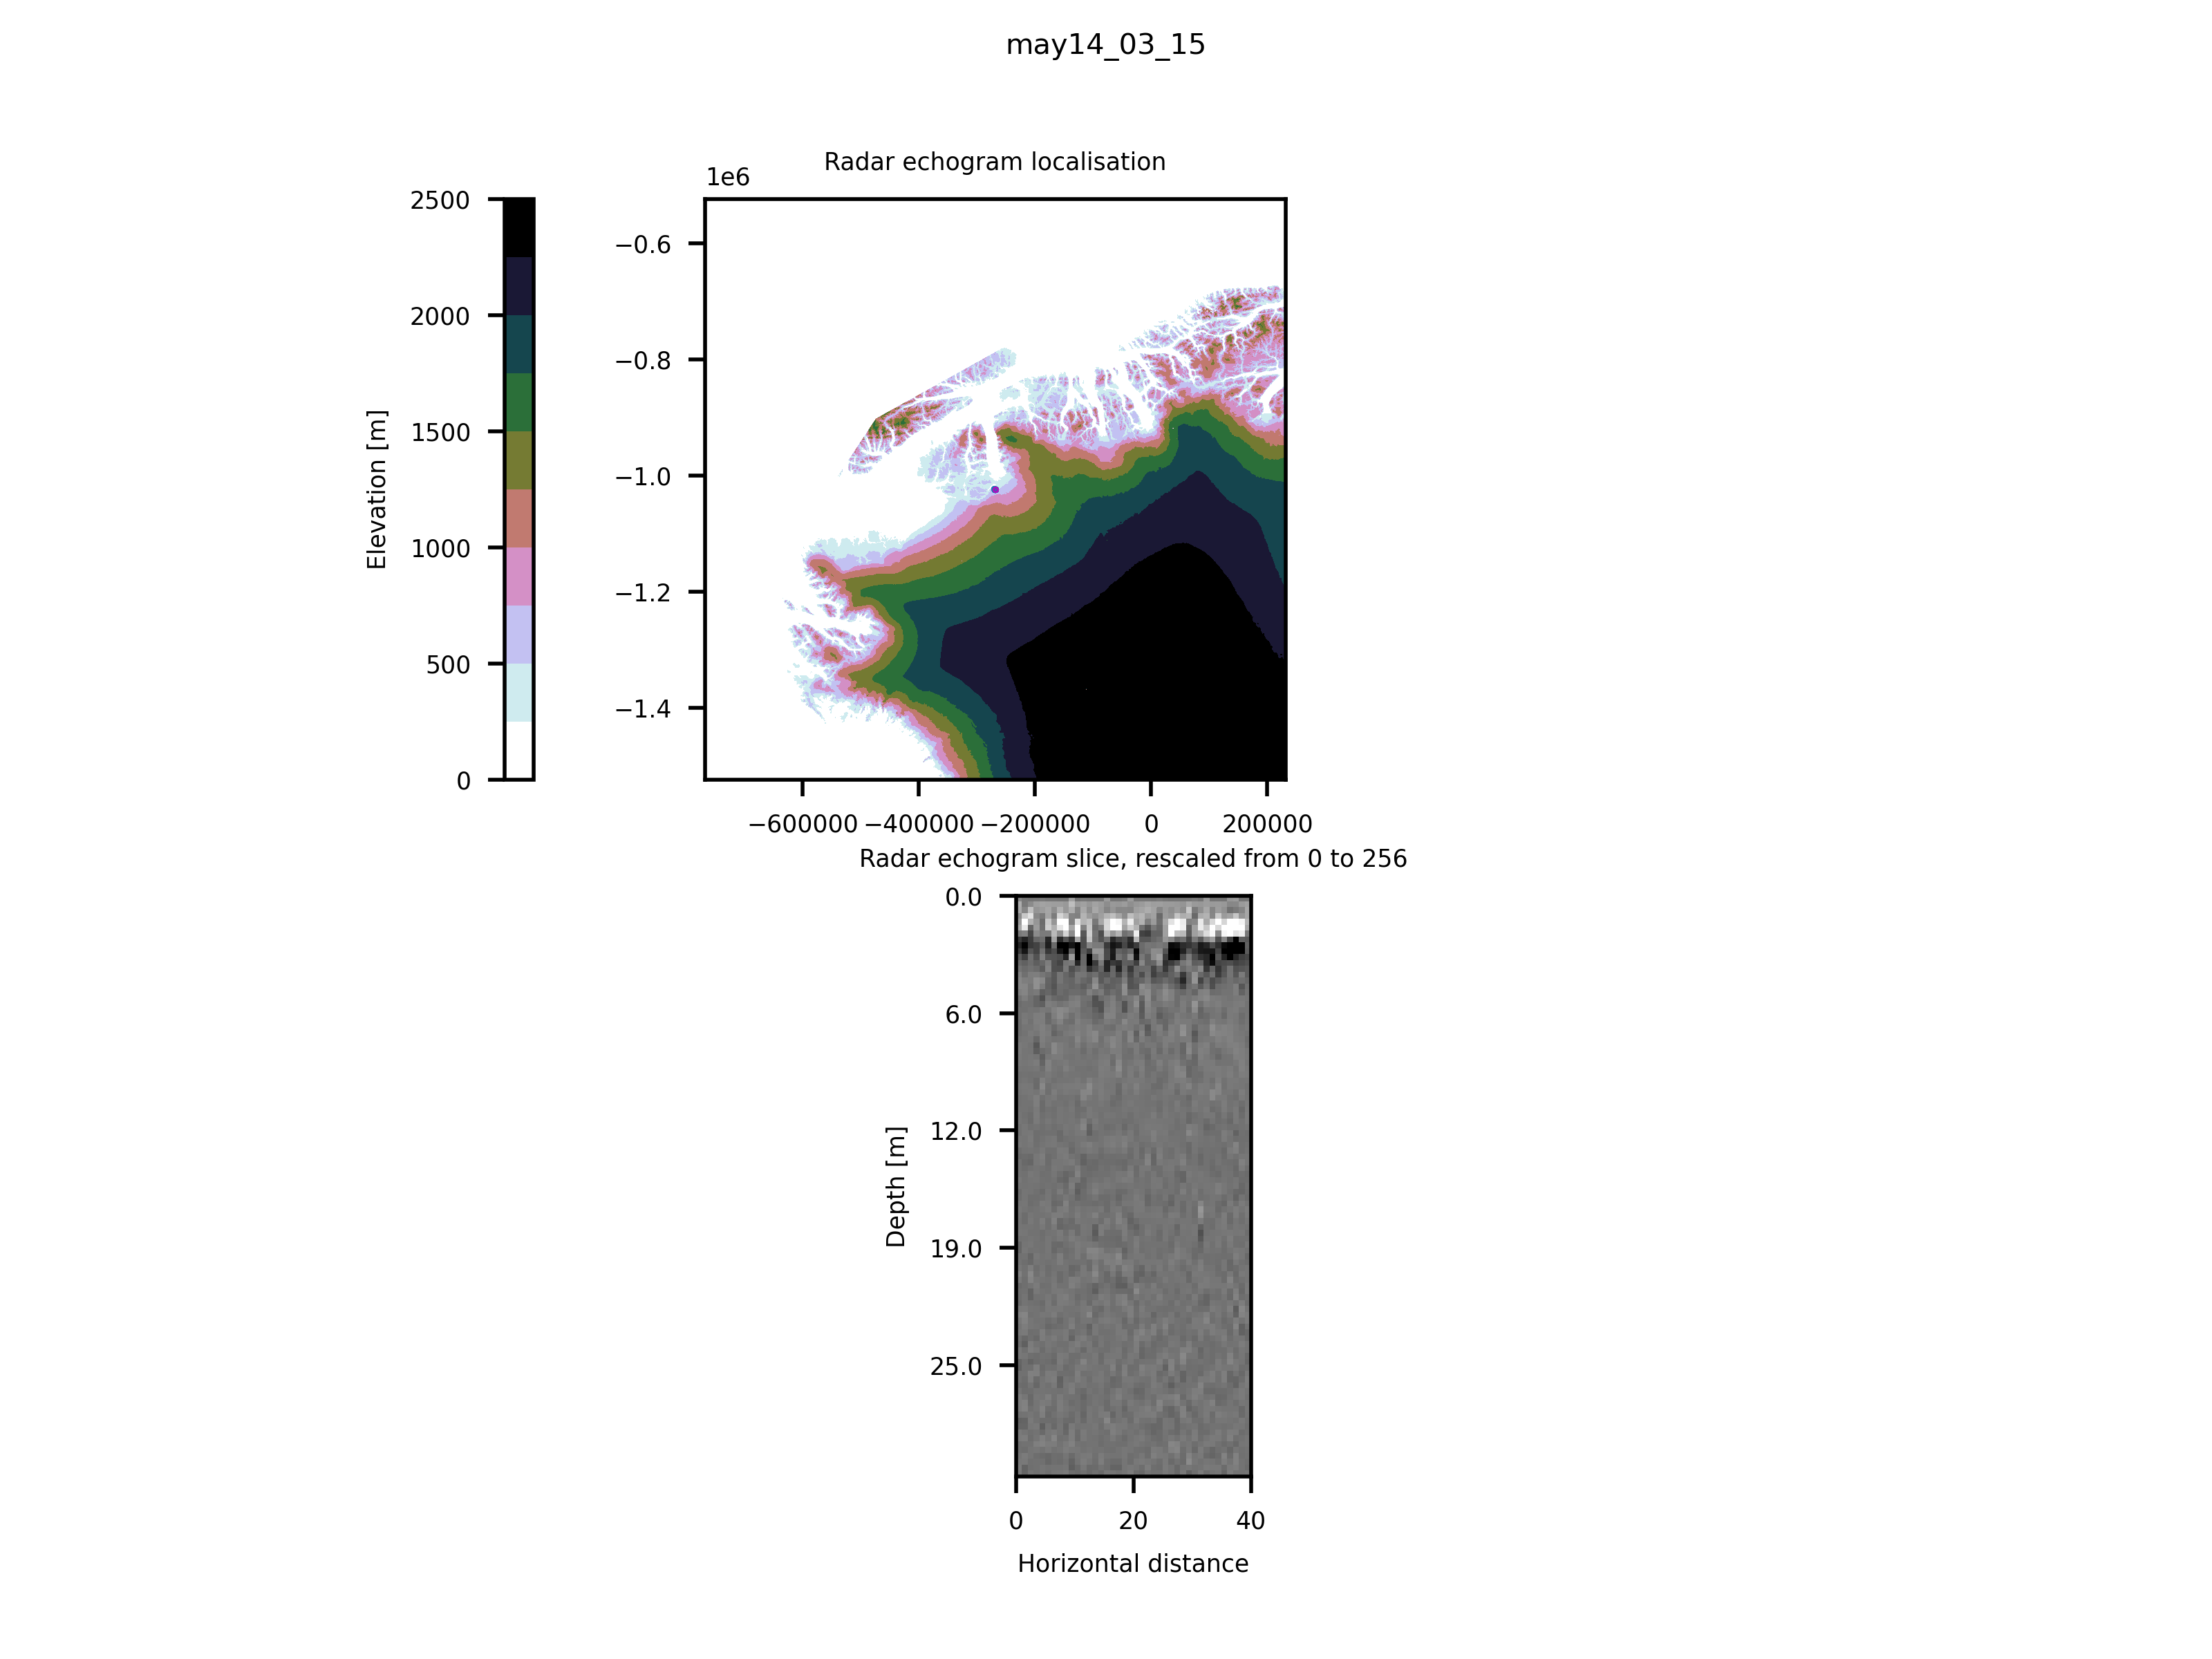 may14_03_15
Radar echogram localisation
1e6
2500
2000
1500
1000
500
0
Elevation [m]
−0.6
−0.8
−1.0
−1.2
−1.4
−600000 −400000 −200000 0 200000
Radar echogram slice, rescaled from 0 to 256
0.0
6.0
12.0
19.0
25.0
Depth [m]
0 20 40
Horizontal distance